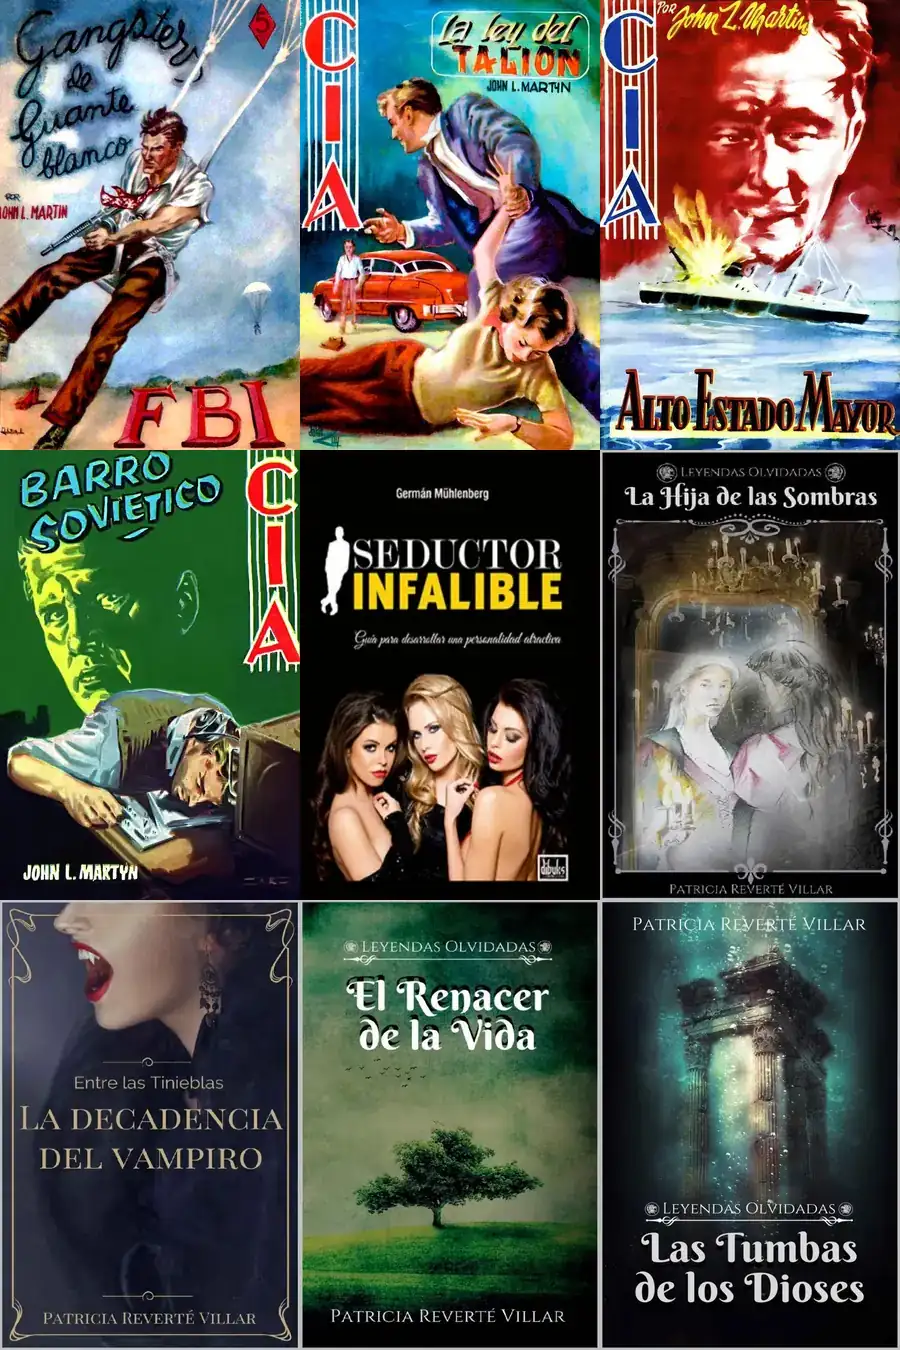 Gangsters
de
Guante
blanco
POR
JOHN L. MARTIN
5
FBI
CIA
La ley del
TALION
JOHN L. MARTYN
CIA
POR John L. Martin
ALTO ESTADO MAYOR
BARRO
SOVIETICO
CIA
JOHN L. MARTYN
Germán Mühlenberg
SEDUCTOR
INFALIBLE
Guía para desarrollar una personalidad atractiva
dibuks
LEYENDAS OLVIDADAS
La Hija de las Sombras
PATRICIA REVERTÉ VILLAR
Entre las Tinieblas
LA DECADENCIA
DEL VAMPIRO
PATRICIA REVERTÉ VILLAR
LEYENDAS OLVIDADAS
El Renacer
de la Vida
PATRICIA REVERTÉ VILLAR
PATRICIA REVERTÉ VILLAR
LEYENDAS OLVIDADAS
Las Tumbas
de los Dioses